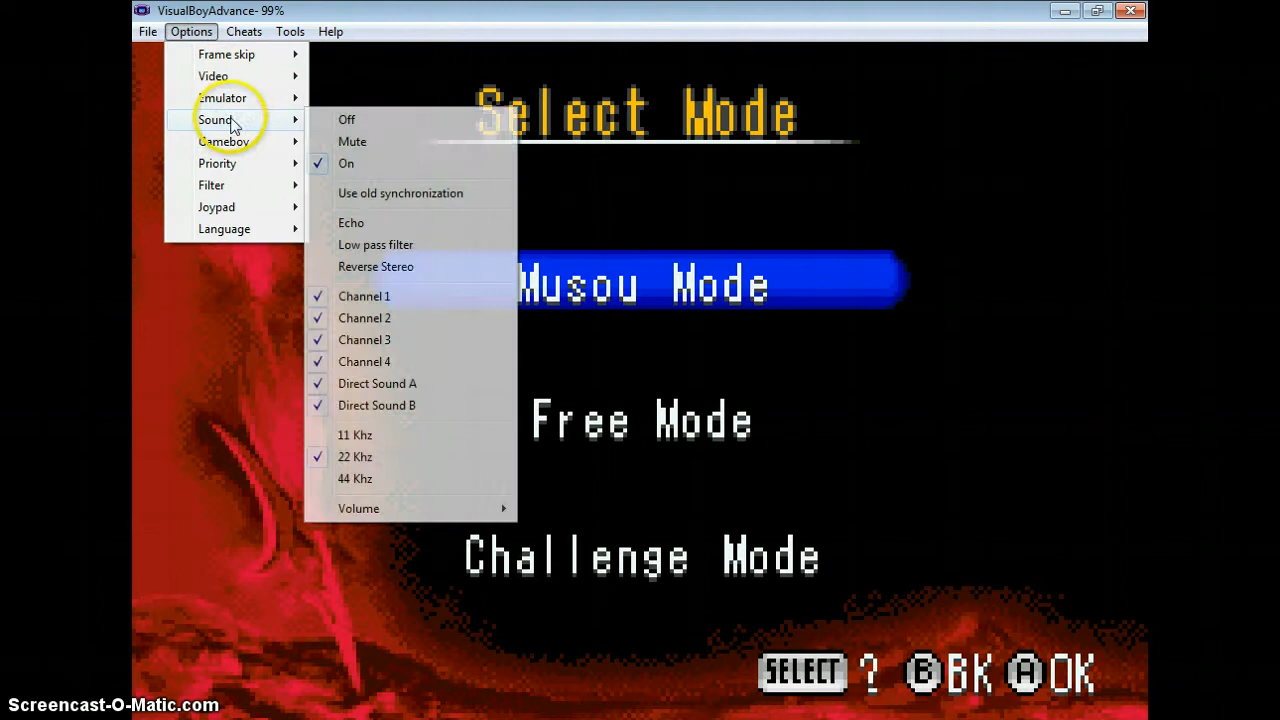 VisualBoyAdvance- 99%
File Options Cheats Tools Help
Frame skip
Video
Emulator
Sound
Gameboy
Priority
Filter
Joypad
Language
Off
Mute
On
Use old synchronization
Echo
Low pass filter
Reverse Stereo
Channel 1
Channel 2
Channel 3
Channel 4
Direct Sound A
Direct Sound B
11 Khz
22 Khz
44 Khz
Volume
Select Mode
Musou Mode
Free Mode
Challenge Mode
SELECT ? B BK A OK
Screencast-O-Matic.com